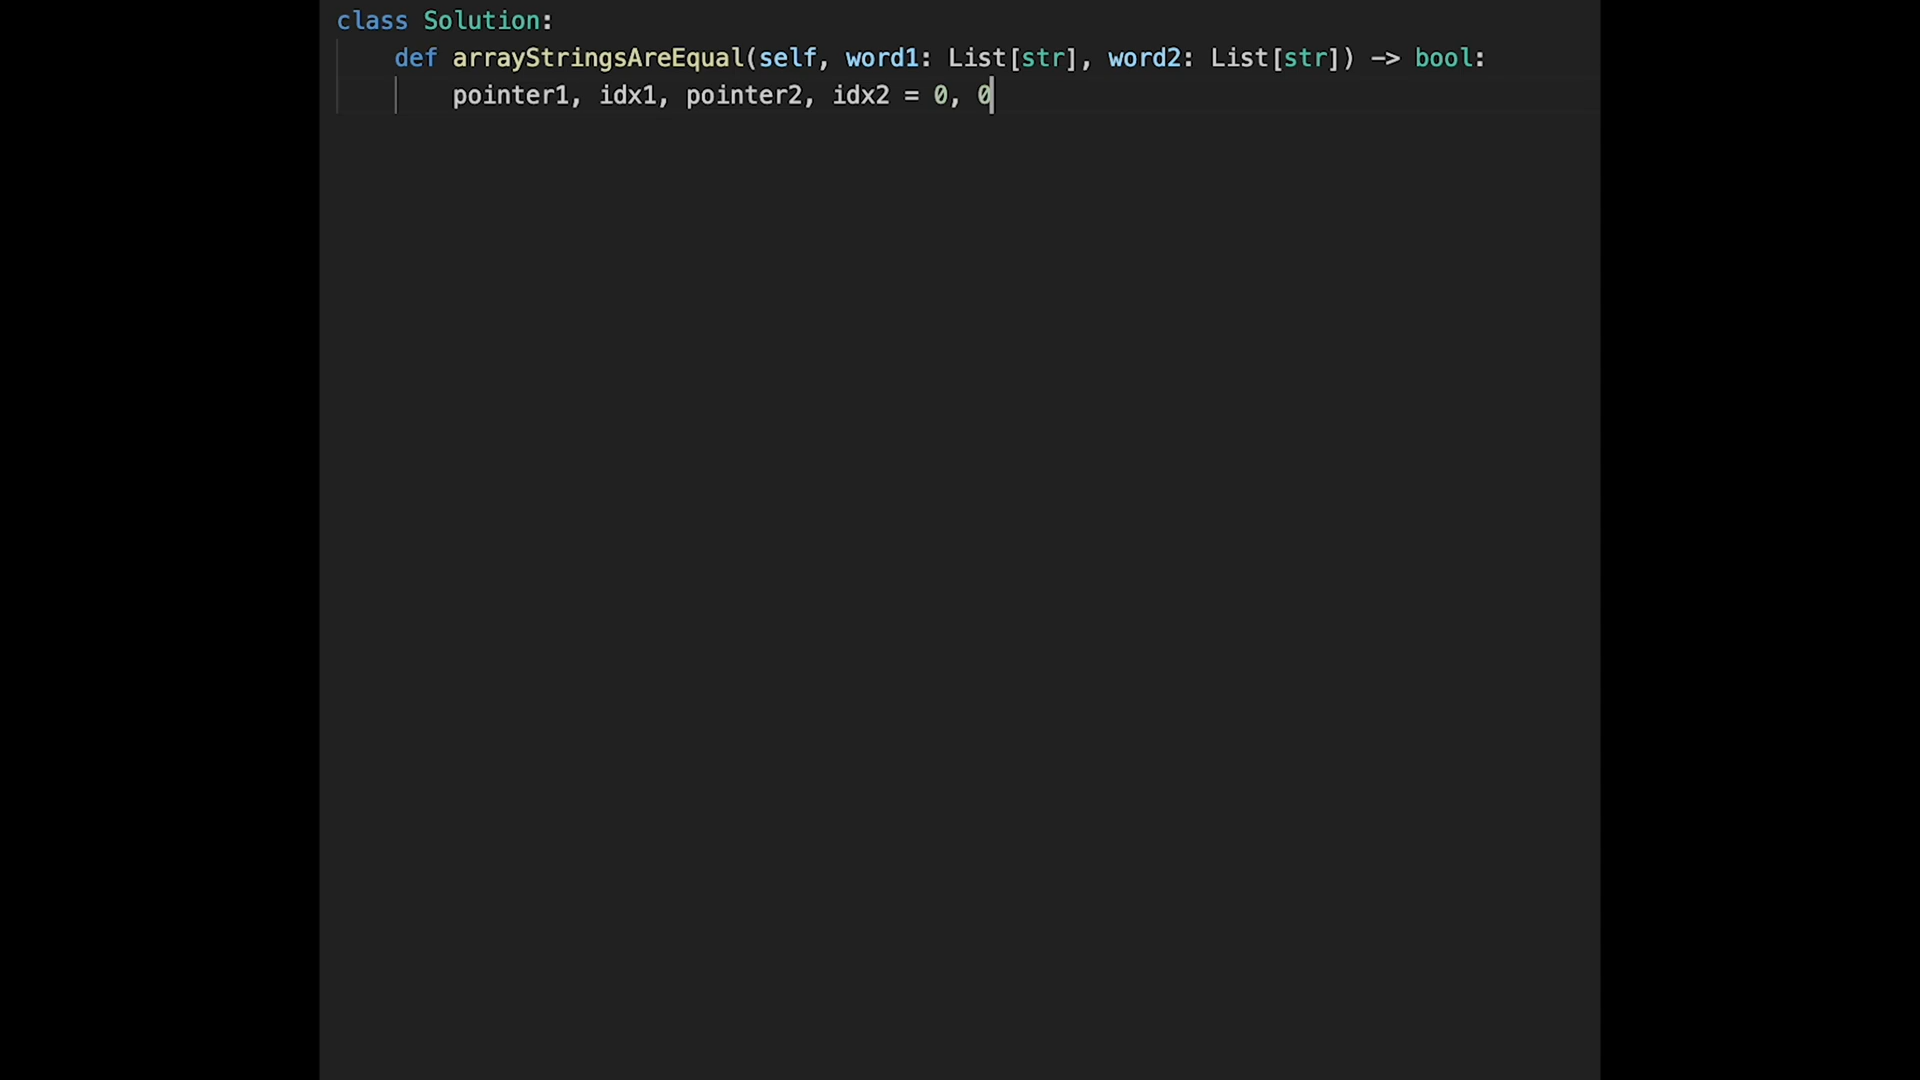 class Solution:
    def arrayStringsAreEqual(self, word1: List[str], word2: List[str]) -> bool:
        pointer1, idx1, pointer2, idx2 = 0, 0